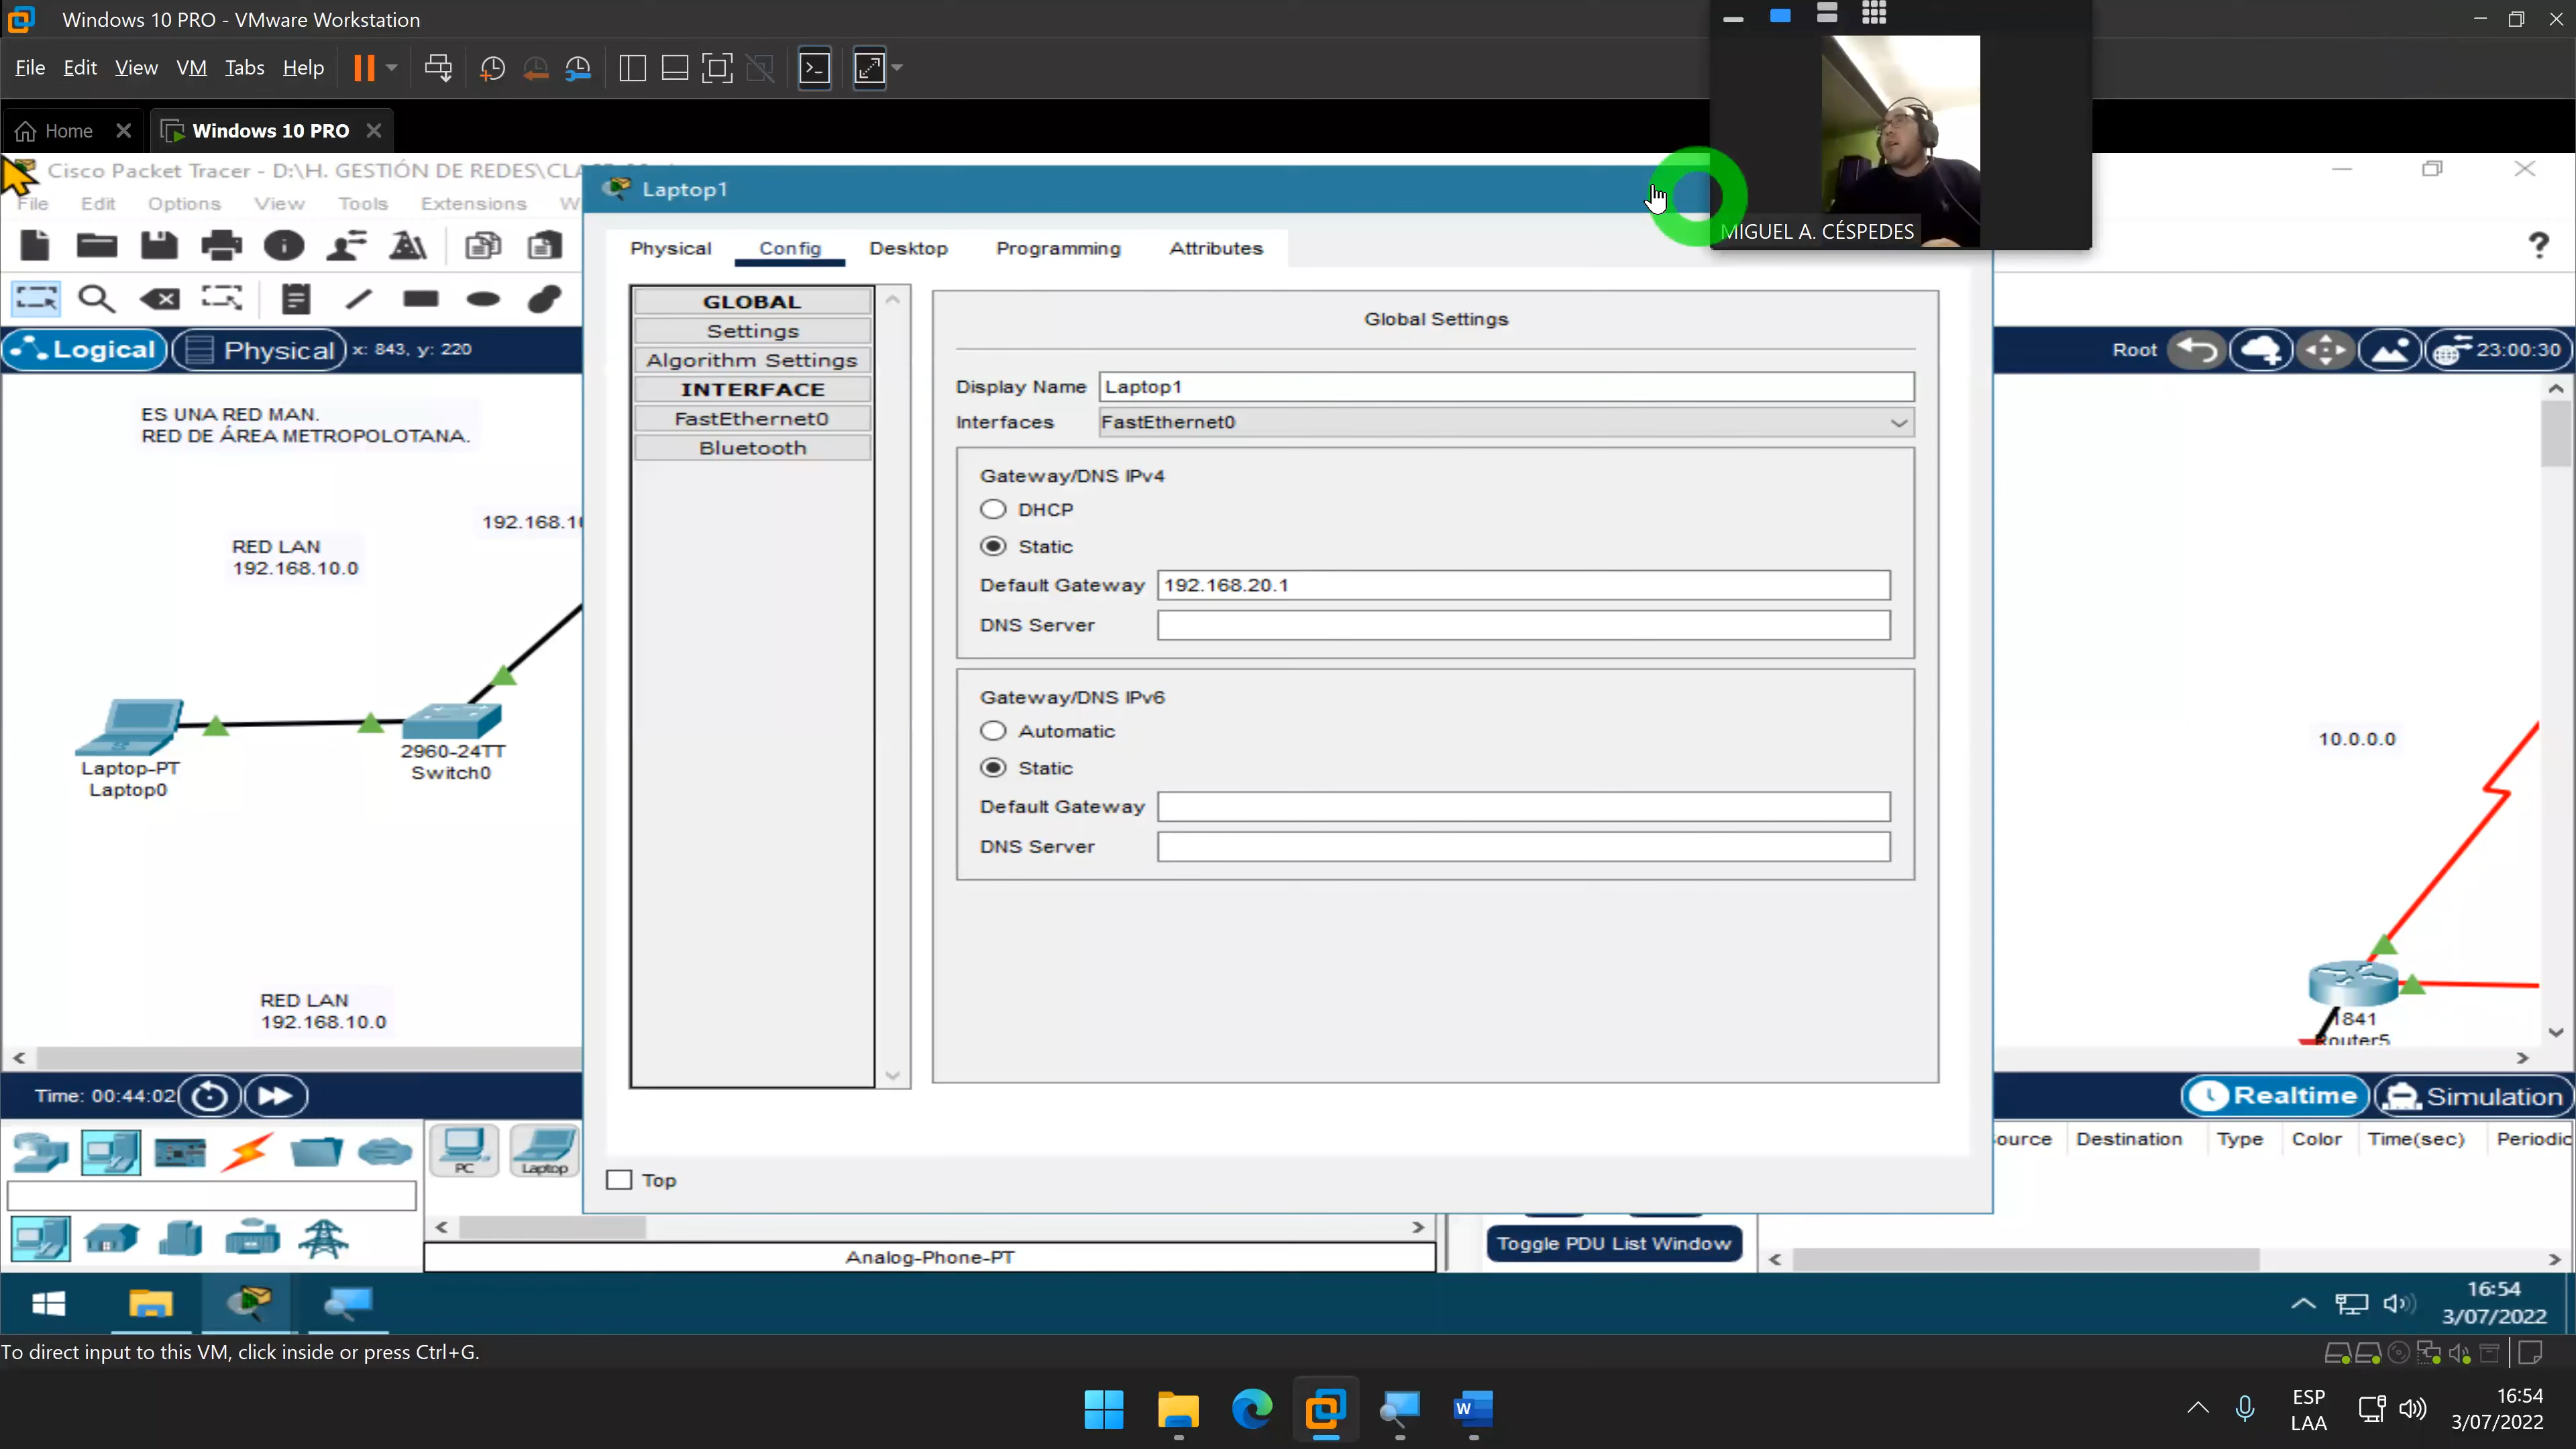 Windows 10 PRO - VMware Workstation
File Edit View VM Tabs Help
Home
Windows 10 PRO
MIGUEL A. CÉSPEDES
Cisco Packet Tracer - D:\H. GESTIÓN DE REDES\
File Edit Options View Tools Extensions
Logical
Physical
x: 843, y: 220
Root
23:00:30
ES UNA RED MAN.
RED DE ÁREA METROPOLOTANA.
192.168.10
RED LAN
192.168.10.0
Laptop-PT
Laptop0
2960-24TT
Switch0
RED LAN
192.168.10.0
Laptop1
Physical Config Desktop Programming Attributes
GLOBAL
Settings
Algorithm Settings
INTERFACE
FastEthernet0
Bluetooth
Global Settings
Display Name Laptop1
Interfaces FastEthernet0
Gateway/DNS IPv4
DHCP
Static
Default Gateway 192.168.20.1
DNS Server
Gateway/DNS IPv6
Automatic
Static
Default Gateway
DNS Server
Top
10.0.0.0
1841
Router5
Time: 00:44:02
Realtime
Simulation
PC
Laptop
Analog-Phone-PT
Toggle PDU List Window
ource Destination Type Color Time(sec) Periodic
16:54
3/07/2022
To direct input to this VM, click inside or press Ctrl+G.
ESP
LAA
16:54
3/07/2022